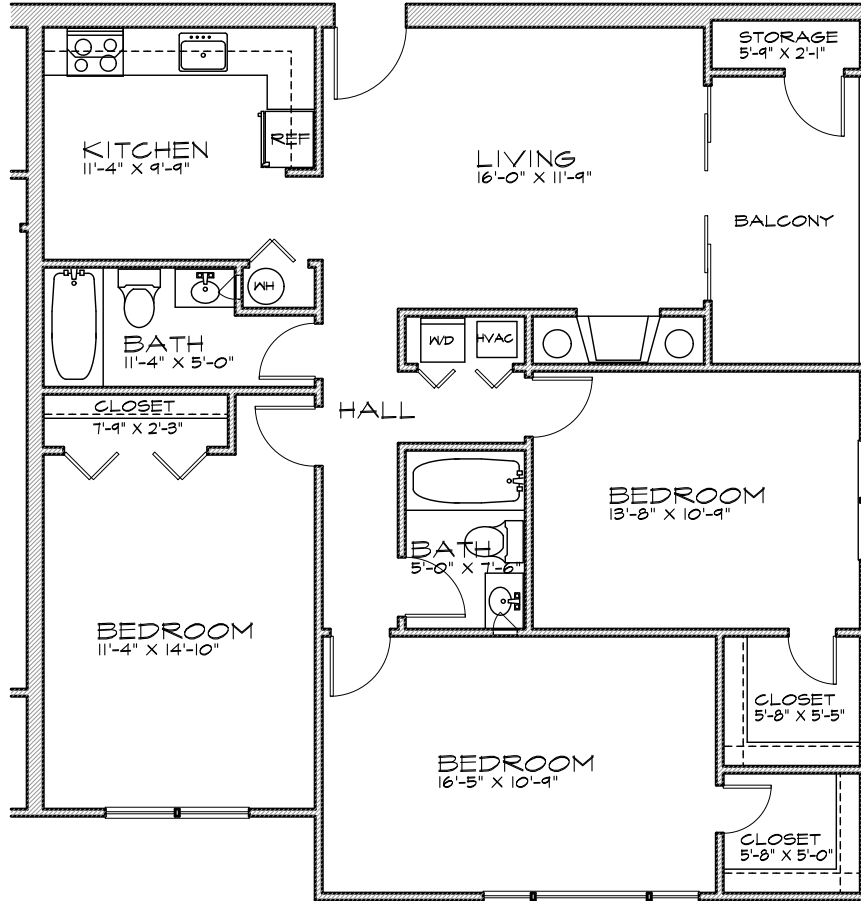 STORAGE
5'-9" X 2'-1"
REF
KITCHEN
11'-4" X 9'-9"
LIVING
16'-0" X 11'-9"
BALCONY
WH
BATH
11'-4" X 5'-0"
W/D
HVAC
CLOSET
7'-9" X 2'-3"
HALL
BEDROOM
13'-8" X 10'-9"
BATH
5'-0" X 7'-6"
BEDROOM
11'-4" X 14'-10"
CLOSET
5'-8" X 5'-5"
BEDROOM
16'-5" X 10'-9"
CLOSET
5'-8" X 5'-0"